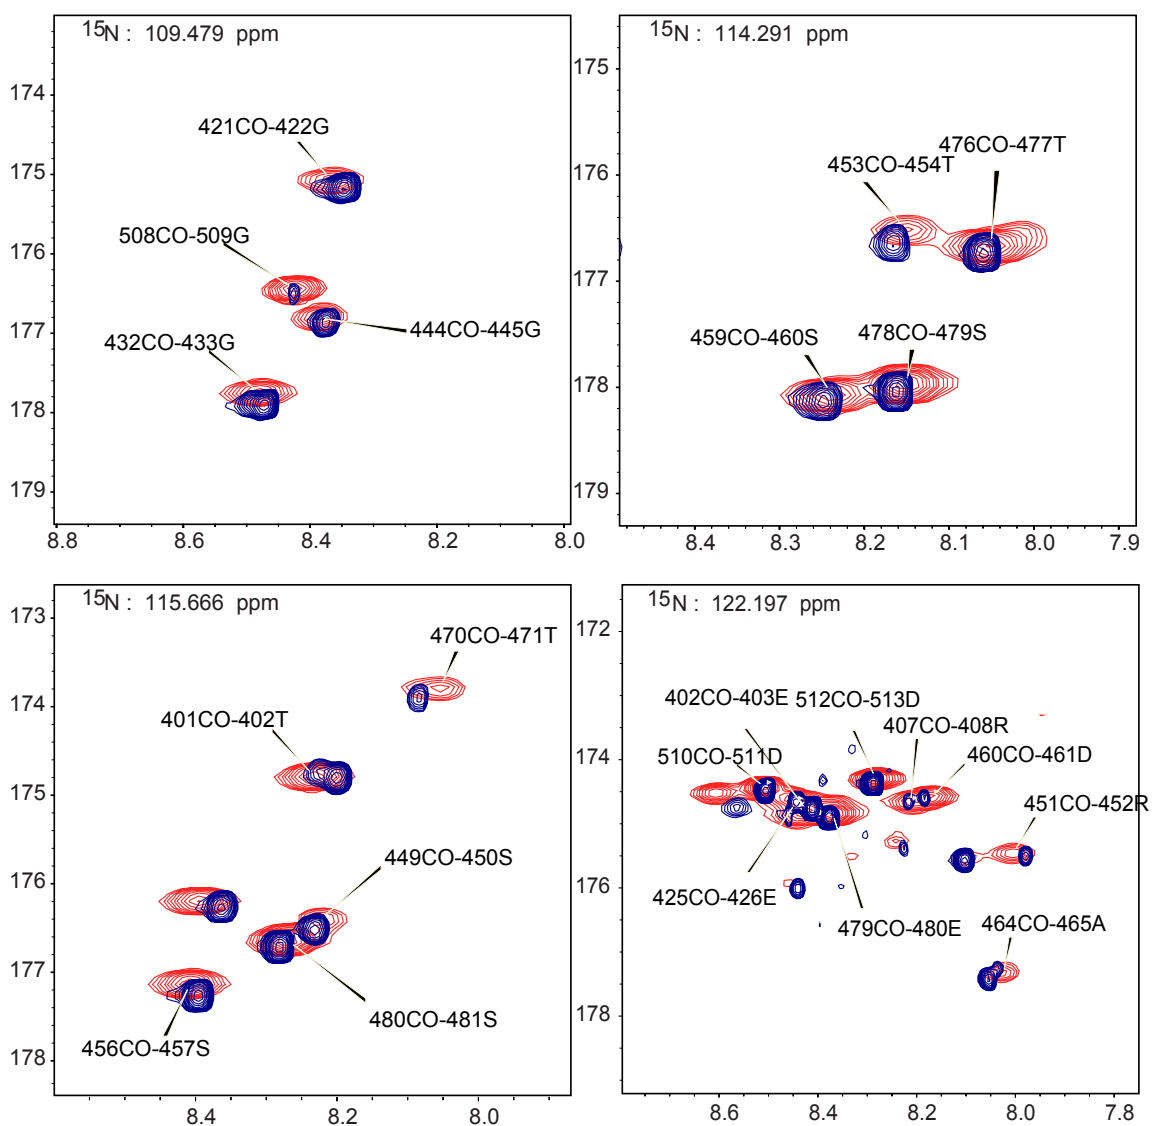 15N : 109.479 ppm
174
175
176
177
178
179
421CO-422G
508CO-509G
444CO-445G
432CO-433G
8.8 8.6 8.4 8.2 8.0
15N : 114.291 ppm
175
176
177
178
179
476CO-477T
453CO-454T
459CO-460S
478CO-479S
8.4 8.3 8.2 8.1 8.0 7.9
15N : 115.666 ppm
173
174
175
176
177
178
470CO-471T
401CO-402T
449CO-450S
480CO-481S
456CO-457S
8.4 8.2 8.0
15N : 122.197 ppm
172
174
176
178
402CO-403E
512CO-513D
407CO-408R
510CO-511D
460CO-461D
451CO-452R
425CO-426E
479CO-480E
464CO-465A
8.6 8.4 8.2 8.0 7.8